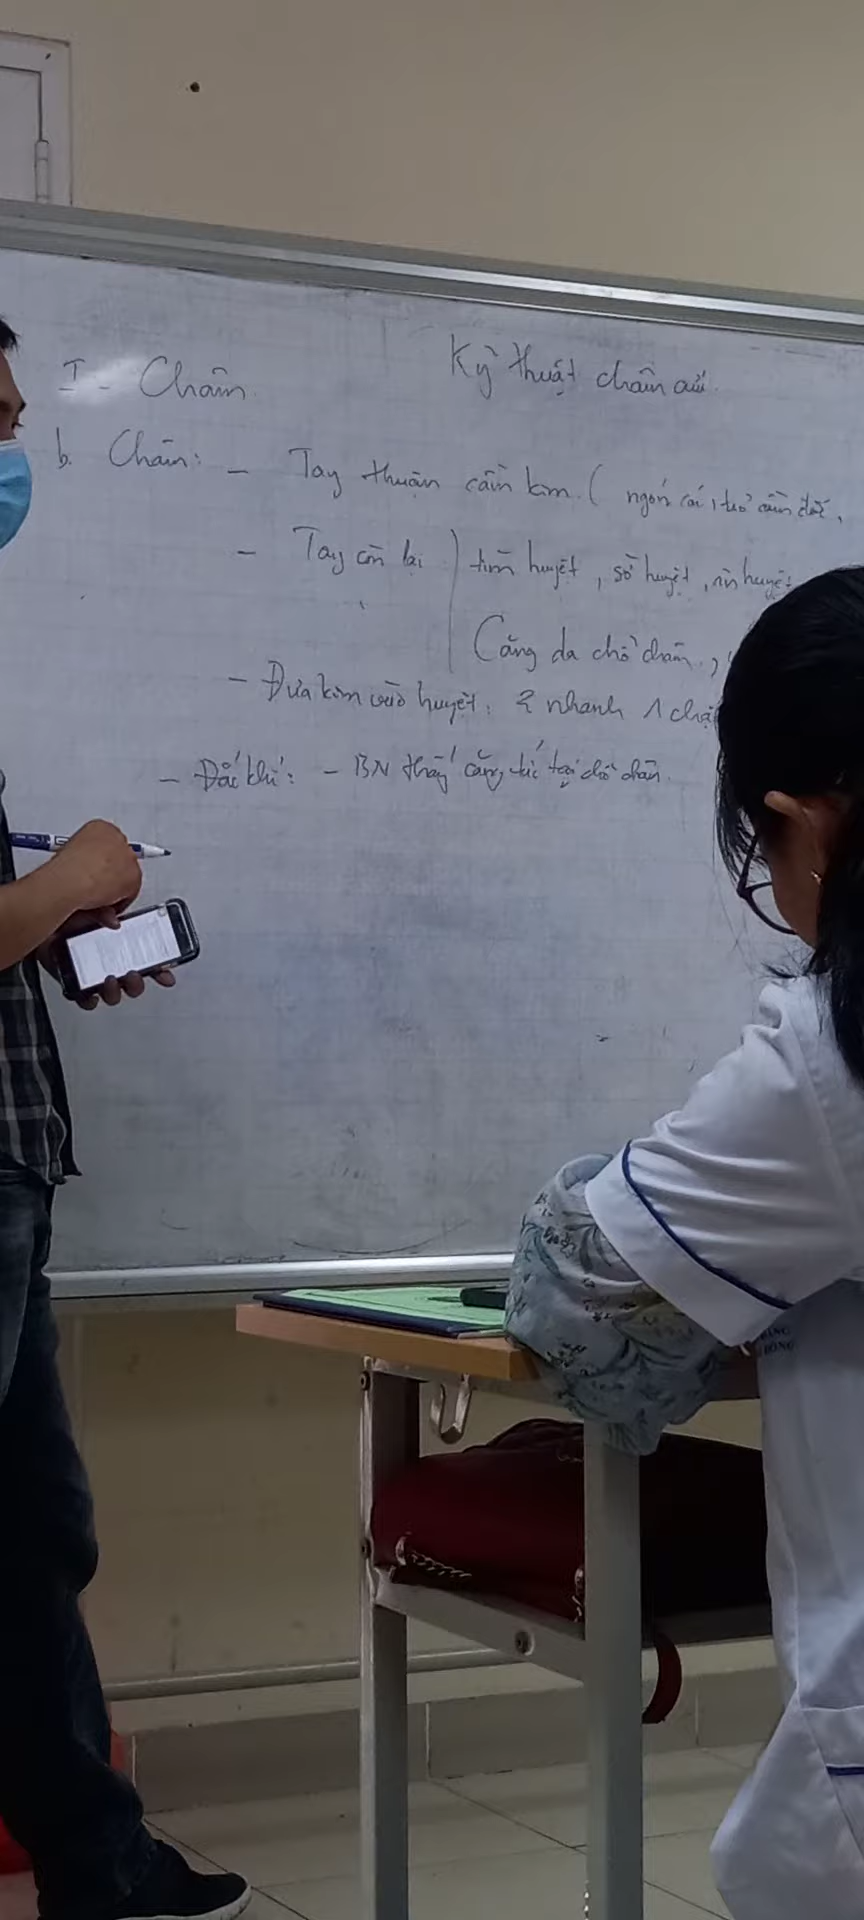 Kỹ thuật châm cứu
I - Châm
b. Châm: - Tay thuận cầm kim. ( ngón cái, trỏ cầm đốc,
- Tay còn lại tìm huyệt, sờ huyệt, ấn huyệt
Căng da chỗ châm,
- Đưa kim vào huyệt: 2 nhanh 1 chậ
- Đắc khí: - BN thấy căng tức tại chỗ châm.